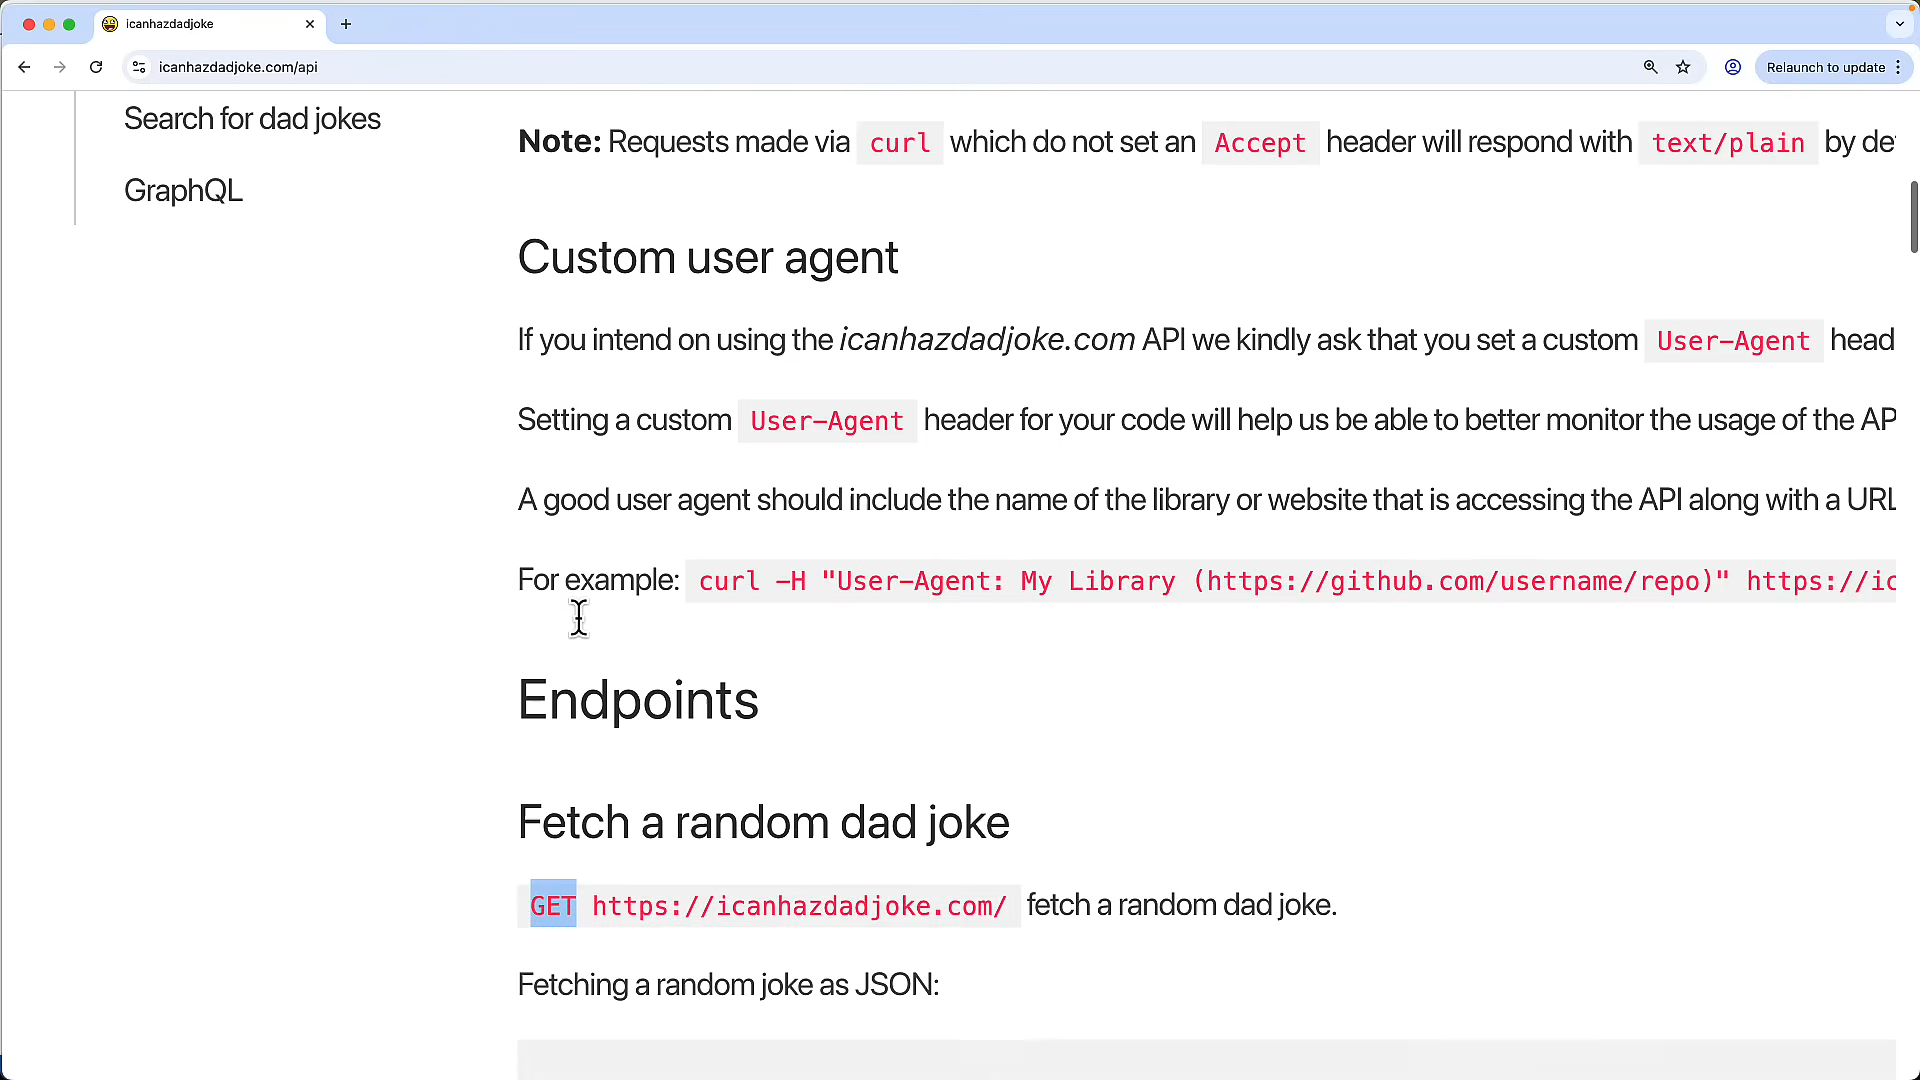 icanhazdadjoke
icanhazdadjoke.com/api
Relaunch to update
Search for dad jokes
GraphQL
Note: Requests made via curl which do not set an Accept header will respond with text/plain by de
Custom user agent
If you intend on using the icanhazdadjoke.com API we kindly ask that you set a custom User-Agent head
Setting a custom User-Agent header for your code will help us be able to better monitor the usage of the AP
A good user agent should include the name of the library or website that is accessing the API along with a URL
For example: curl -H "User-Agent: My Library (https://github.com/username/repo)" https://ic
Endpoints
Fetch a random dad joke
GET https://icanhazdadjoke.com/ fetch a random dad joke.
Fetching a random joke as JSON: